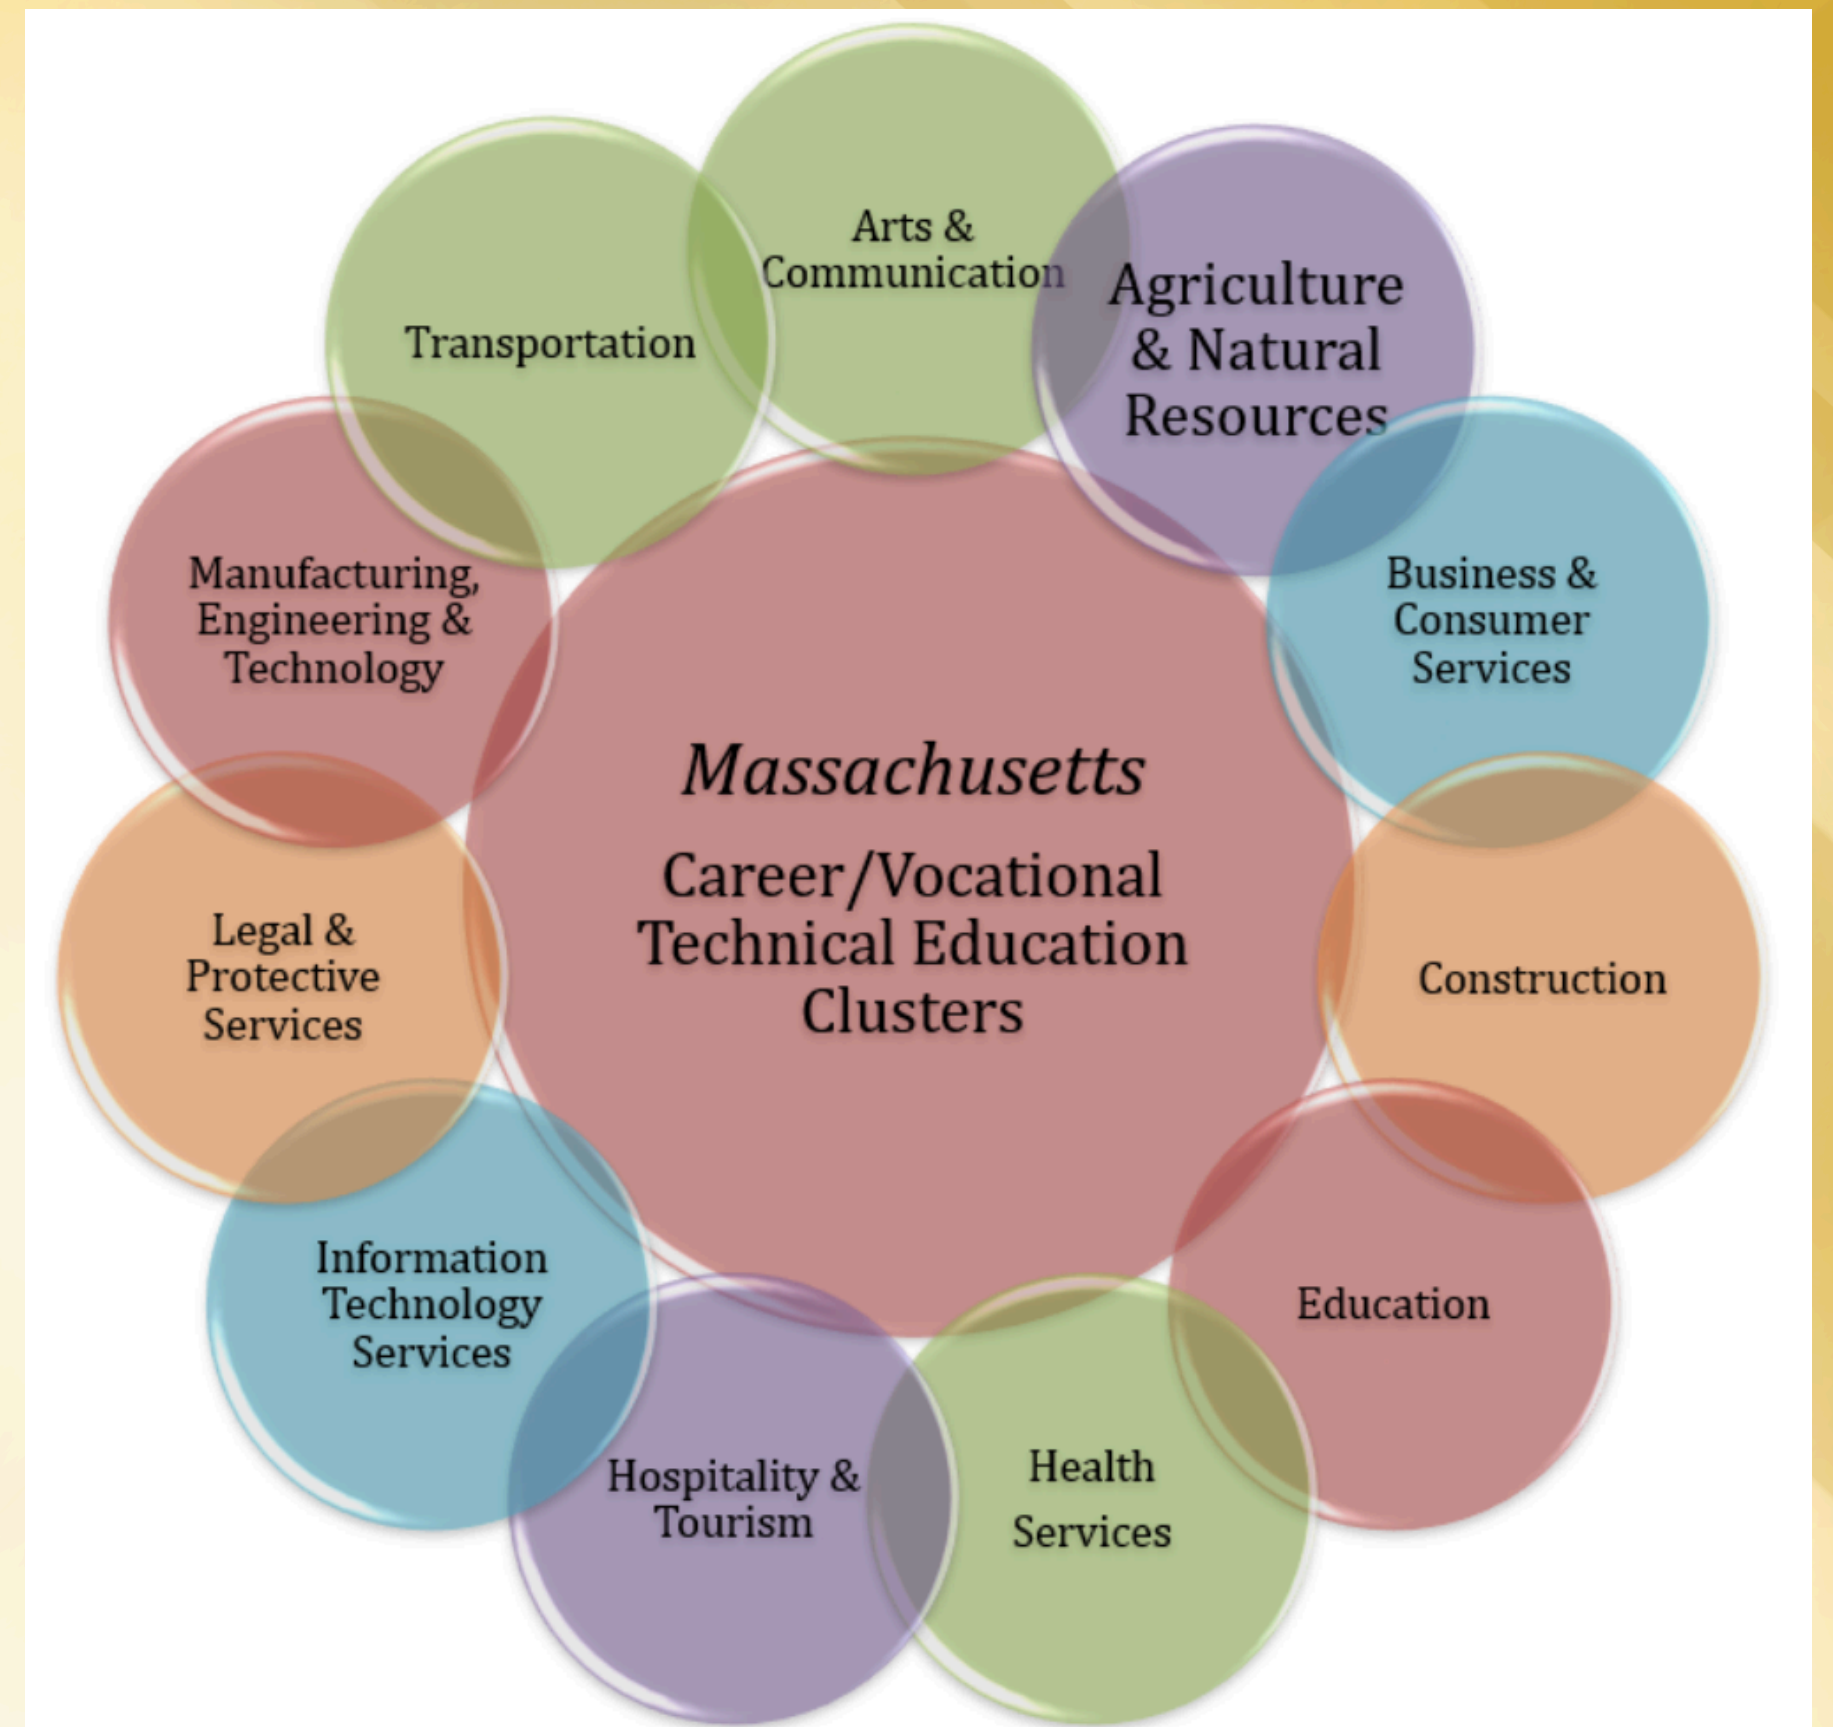 Arts &
Communication
Agriculture
& Natural
Resources
Business &
Consumer
Services
Construction
Education
Health
Services
Hospitality &
Tourism
Information
Technology
Services
Legal &
Protective
Services
Manufacturing,
Engineering &
Technology
Transportation
Massachusetts
Career/Vocational
Technical Education
Clusters